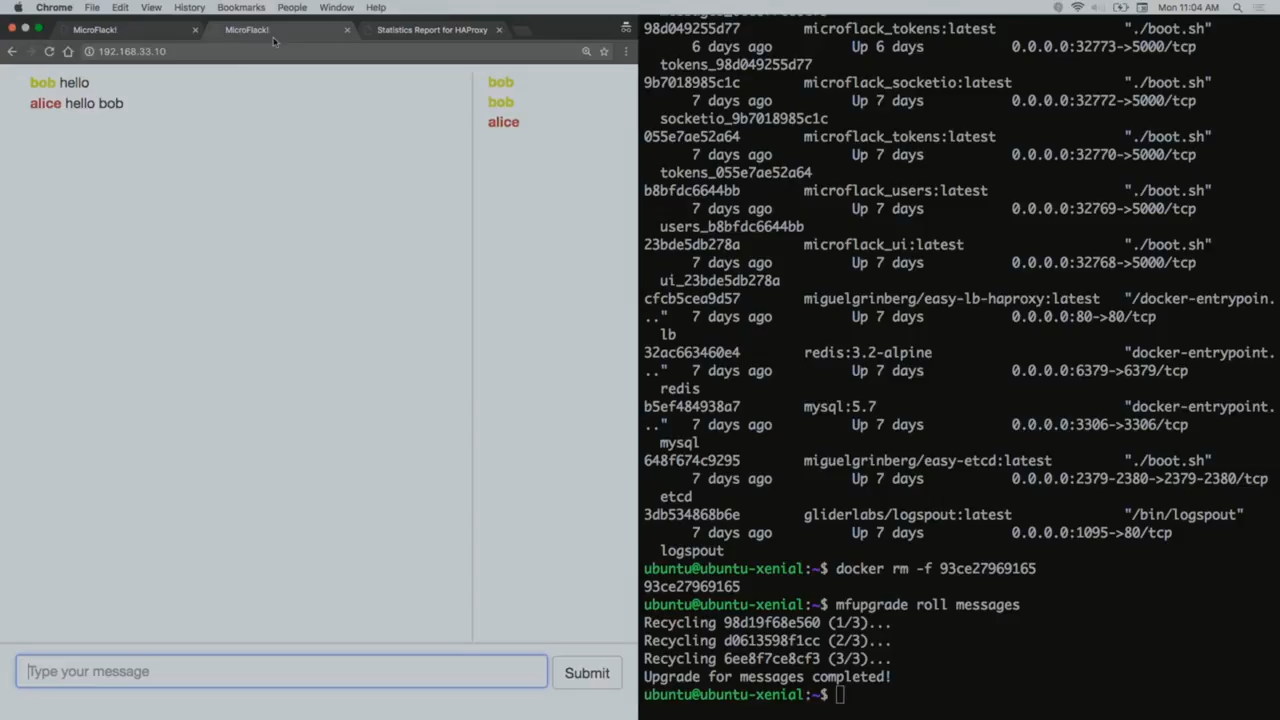 Chrome File Edit View History Bookmarks People Window Help Mon 11:04 AM
MicroFlack! MicroFlack! Statistics Report for HAProxy
192.168.33.10
bob hello
alice hello bob
bob
bob
alice
Type your message
Submit
98d049255d77 microflack_tokens:latest "./boot.sh"
6 days ago Up 6 days 0.0.0.0:32773->5000/tcp
tokens_98d049255d77
9b7018985c1c microflack_socketio:latest "./boot.sh"
7 days ago Up 7 days 0.0.0.0:32772->5000/tcp
socketio_9b7018985c1c
055e7ae52a64 microflack_tokens:latest "./boot.sh"
7 days ago Up 7 days 0.0.0.0:32770->5000/tcp
tokens_055e7ae52a64
b8bfdc6644bb microflack_users:latest "./boot.sh"
7 days ago Up 7 days 0.0.0.0:32769->5000/tcp
users_b8bfdc6644bb
23bde5db278a microflack_ui:latest "./boot.sh"
7 days ago Up 7 days 0.0.0.0:32768->5000/tcp
ui_23bde5db278a
cfcb5cea9d57 miguelgrinberg/easy-lb-haproxy:latest "/docker-entrypoin.
.." 7 days ago Up 7 days 0.0.0.0:80->80/tcp
lb
32ac663460e4 redis:3.2-alpine "docker-entrypoint.
.." 7 days ago Up 7 days 0.0.0.0:6379->6379/tcp
redis
b5ef484938a7 mysql:5.7 "docker-entrypoint.
.." 7 days ago Up 7 days 0.0.0.0:3306->3306/tcp
mysql
648f674c9295 miguelgrinberg/easy-etcd:latest "./boot.sh"
7 days ago Up 7 days 0.0.0.0:2379-2380->2379-2380/tcp
etcd
3db534868b6e gliderlabs/logspout:latest "/bin/logspout"
7 days ago Up 7 days 0.0.0.0:1095->80/tcp
logspout
ubuntu@ubuntu-xenial:~$ docker rm -f 93ce27969165
93ce27969165
ubuntu@ubuntu-xenial:~$ mfupgrade roll messages
Recycling 98d19f68e560 (1/3)...
Recycling d0613598f1cc (2/3)...
Recycling 6ee8f7ce8cf3 (3/3)...
Upgrade for messages completed!
ubuntu@ubuntu-xenial:~$